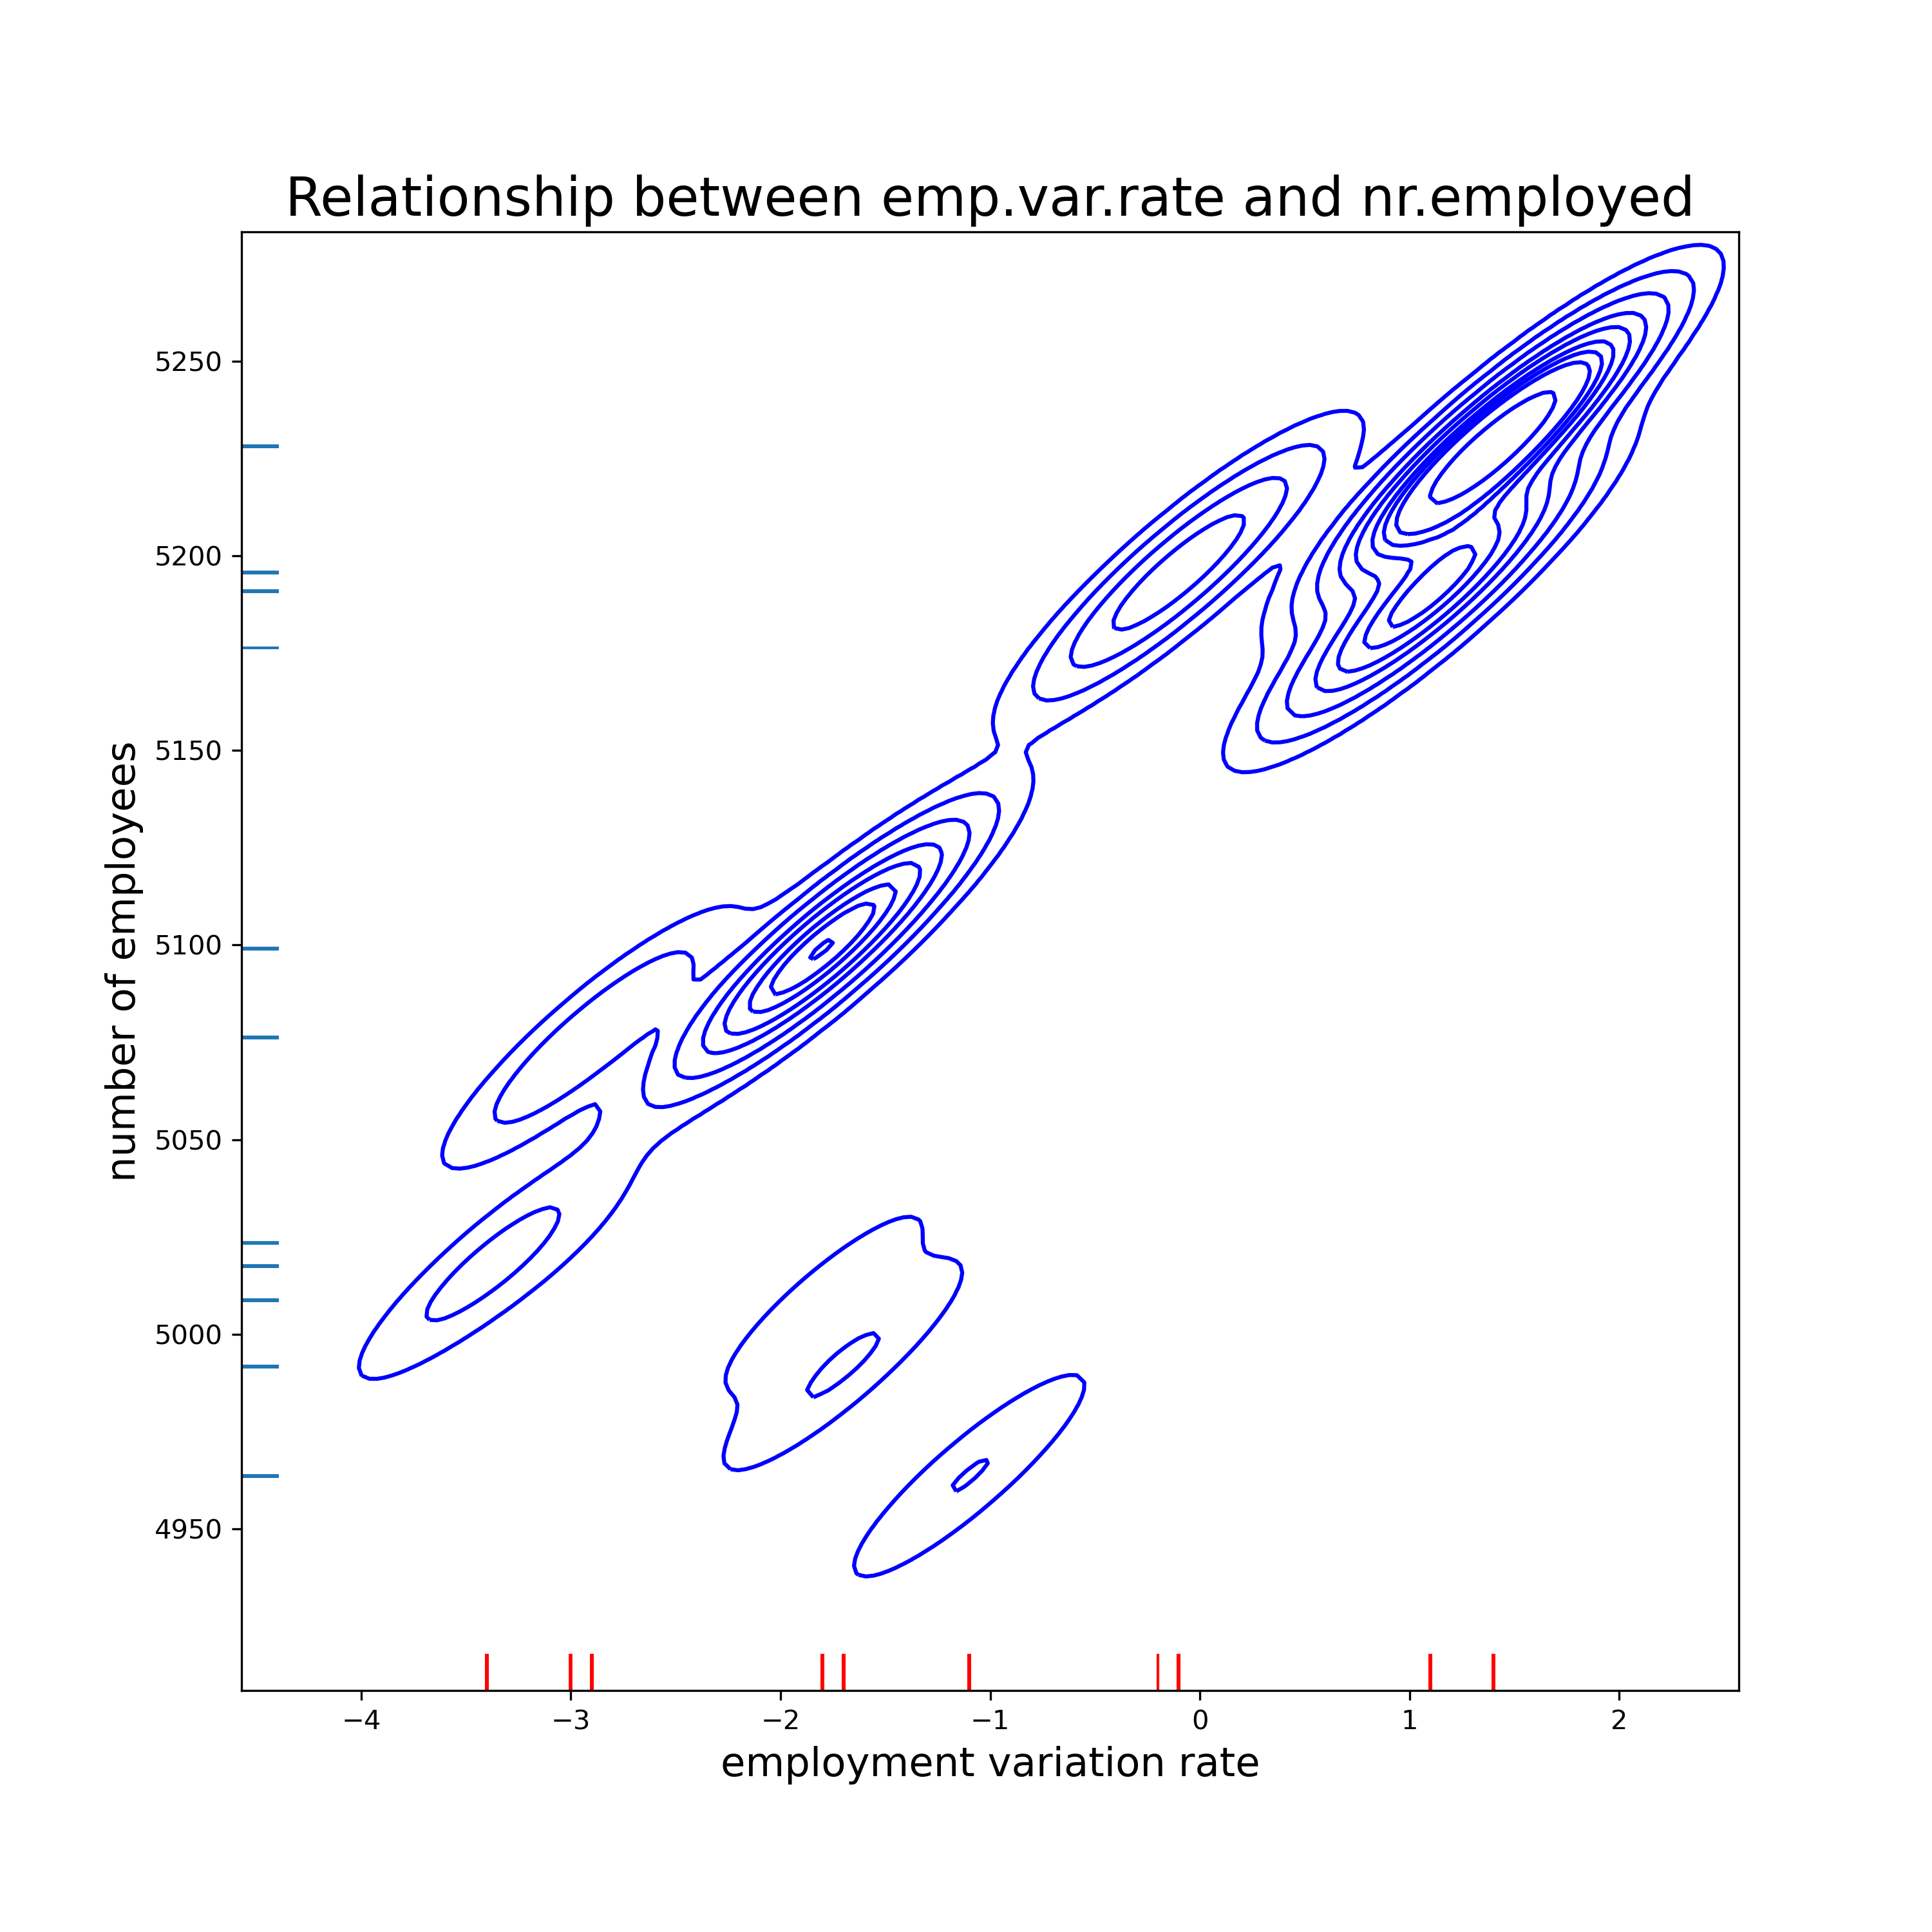 Relationship between emp.var.rate and nr.employed
number of employees
5250
5200
5150
5100
5050
5000
4950
−4 −3 −2 −1 0 1 2
employment variation rate